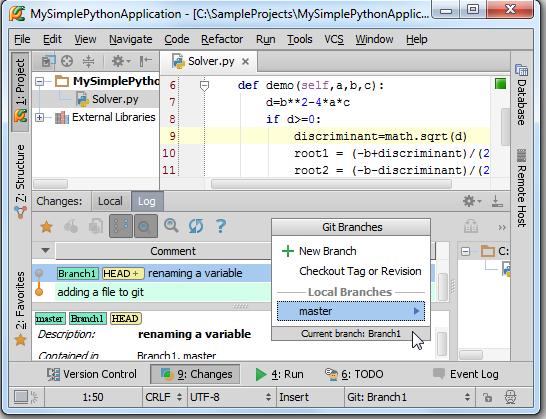 MySimplePythonApplication - [C:\SampleProjects\MySimplePythonApplic...
File Edit View Navigate Code Refactor Run Tools VCS Window Help
1: Project
Z: Structure
2: Favorites
MySimplePytho
Solver.py
External Libraries
Solver.py
6 def demo(self,a,b,c):
7 d=b**2-4*a*c
8 if d>=0:
9 discriminant=math.sqrt(d)
10 root1 = (-b+discriminant)/(2
11 root2 = (-b-discriminant)/(2
Database
Remote Host
Changes: Local Log
Comment
Branch1 HEAD + renaming a variable
adding a file to git
master Branch1 HEAD
Description: renaming a variable
Contained in Branch1, master
Git Branches
New Branch
Checkout Tag or Revision
Local Branches
master
Current branch: Branch1
C:
Version Control 9: Changes 4: Run 6: TODO Event Log
1:50 CRLF UTF-8 Insert Git: Branch1